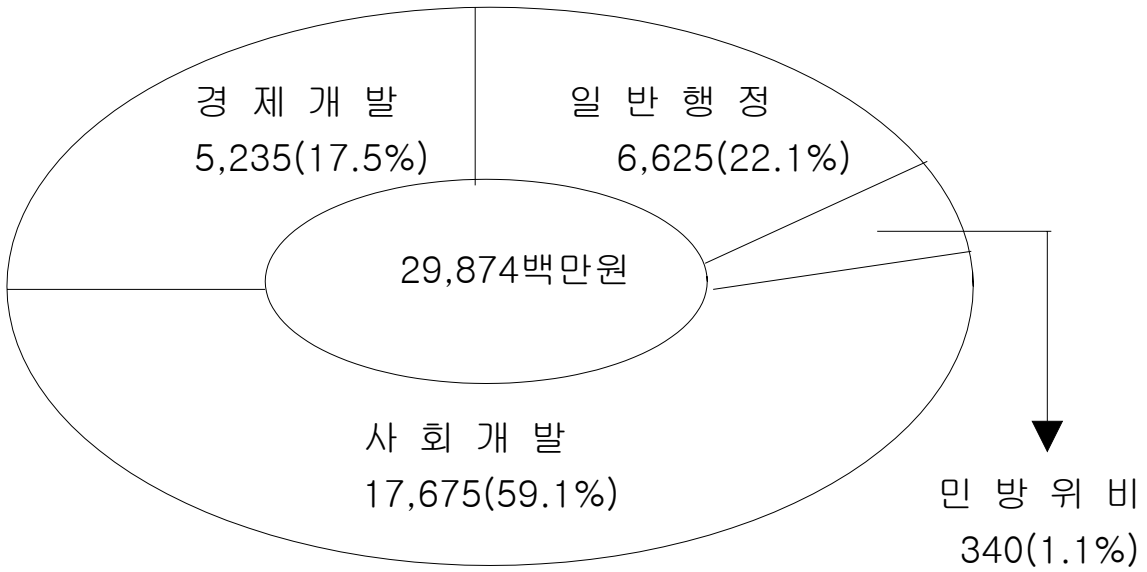 경 제 개 발
5,235(17.5%)
일 반 행 정
6,625(22.1%)
29,874백만원
사 회 개 발
17,675(59.1%)
민 방 위 비
340(1.1%)